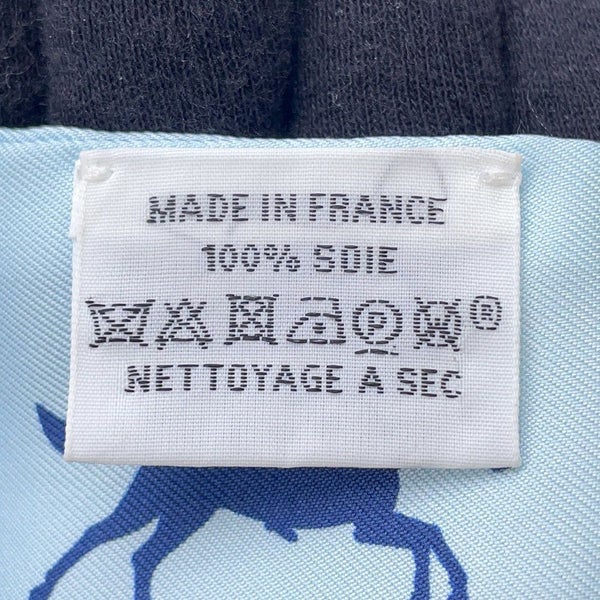 MADE IN FRANCE
100% SOIE
P ®
NETTOYAGE A SEC